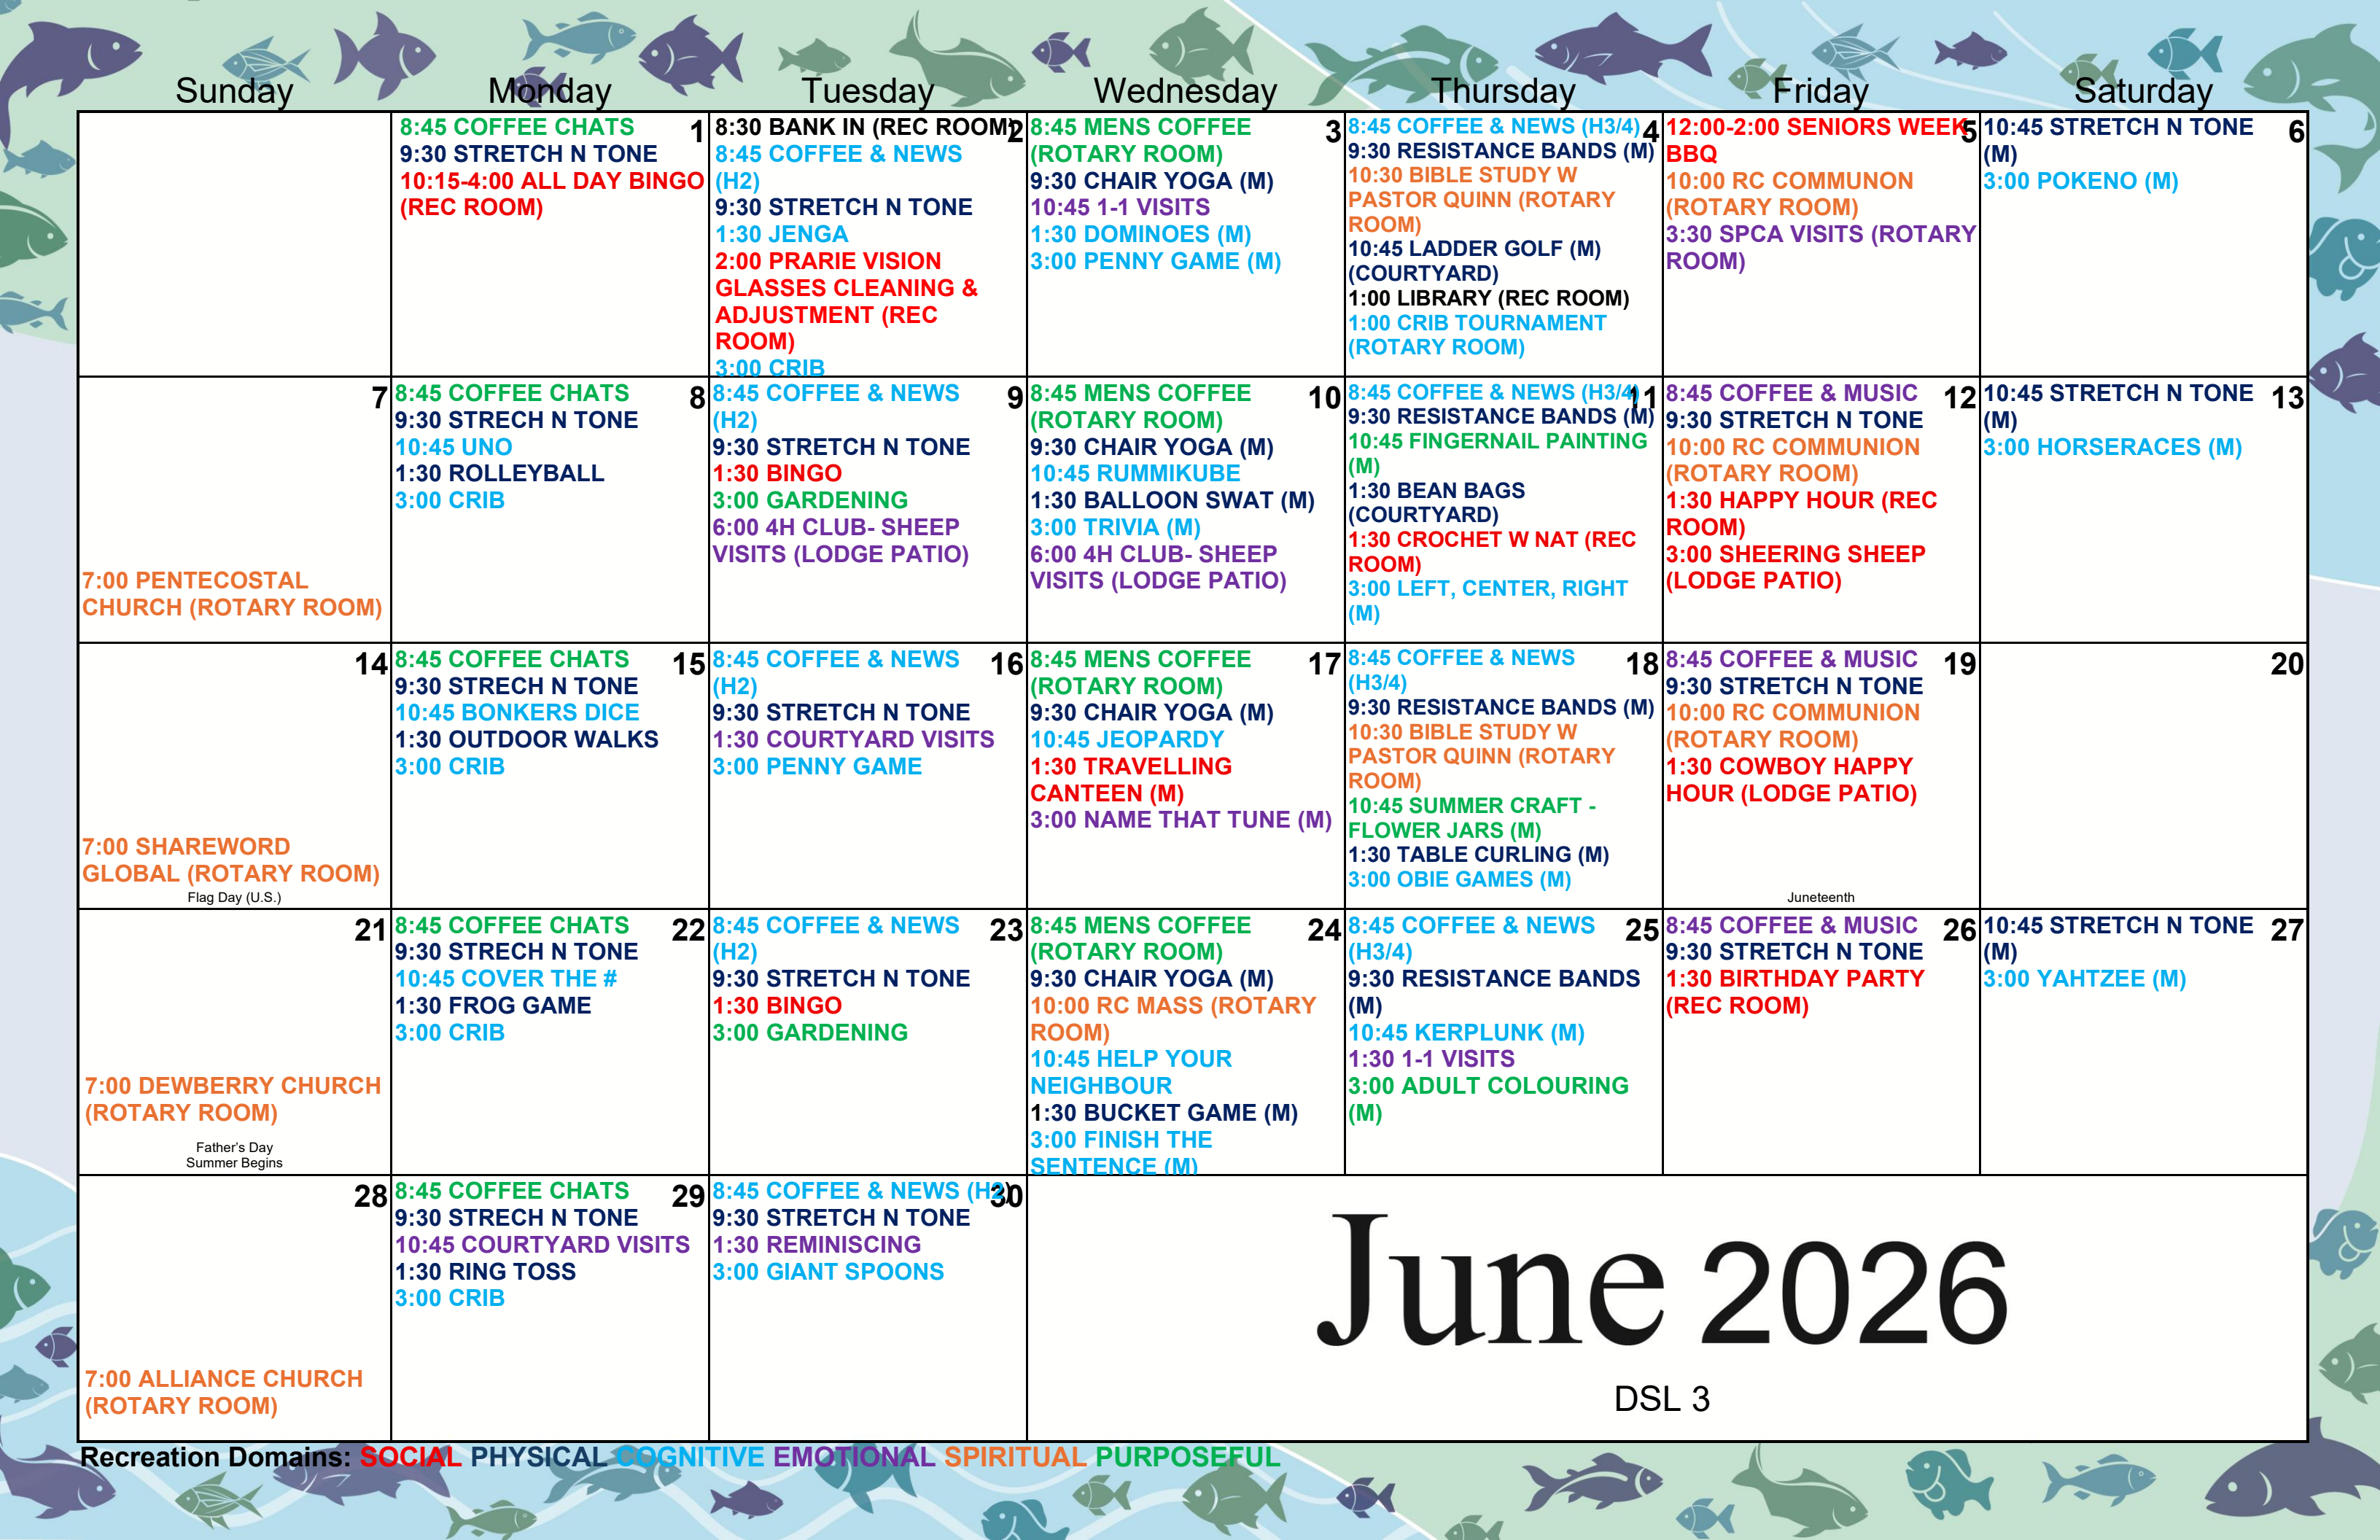 Sunday Monday Tuesday Wednesday Thursday Friday Saturday
8:45 COFFEE CHATS 1
9:30 STRETCH N TONE
10:15-4:00 ALL DAY BINGO
(REC ROOM)
8:30 BANK IN (REC ROOM) 2
8:45 COFFEE & NEWS
(H2)
9:30 STRETCH N TONE
1:30 JENGA
2:00 PRARIE VISION
GLASSES CLEANING &
ADJUSTMENT (REC
ROOM)
3:00 CRIB
8:45 MENS COFFEE 3
(ROTARY ROOM)
9:30 CHAIR YOGA (M)
10:45 1-1 VISITS
1:30 DOMINOES (M)
3:00 PENNY GAME (M)
8:45 COFFEE & NEWS (H3/4) 4
9:30 RESISTANCE BANDS (M)
10:30 BIBLE STUDY W
PASTOR QUINN (ROTARY
ROOM)
10:45 LADDER GOLF (M)
(COURTYARD)
1:00 LIBRARY (REC ROOM)
1:00 CRIB TOURNAMENT
(ROTARY ROOM)
12:00-2:00 SENIORS WEEK 5
BBQ
10:00 RC COMMUNON
(ROTARY ROOM)
3:30 SPCA VISITS (ROTARY
ROOM)
10:45 STRETCH N TONE 6
(M)
3:00 POKENO (M)
7
7:00 PENTECOSTAL
CHURCH (ROTARY ROOM)
8:45 COFFEE CHATS 8
9:30 STRECH N TONE
10:45 UNO
1:30 ROLLEYBALL
3:00 CRIB
8:45 COFFEE & NEWS 9
(H2)
9:30 STRETCH N TONE
1:30 BINGO
3:00 GARDENING
6:00 4H CLUB- SHEEP
VISITS (LODGE PATIO)
8:45 MENS COFFEE 10
(ROTARY ROOM)
9:30 CHAIR YOGA (M)
10:45 RUMMIKUBE
1:30 BALLOON SWAT (M)
3:00 TRIVIA (M)
6:00 4H CLUB- SHEEP
VISITS (LODGE PATIO)
8:45 COFFEE & NEWS (H3/4) 11
9:30 RESISTANCE BANDS (M)
10:45 FINGERNAIL PAINTING
(M)
1:30 BEAN BAGS
(COURTYARD)
1:30 CROCHET W NAT (REC
ROOM)
3:00 LEFT, CENTER, RIGHT
(M)
8:45 COFFEE & MUSIC 12
9:30 STRETCH N TONE
10:00 RC COMMUNION
(ROTARY ROOM)
1:30 HAPPY HOUR (REC
ROOM)
3:00 SHEERING SHEEP
(LODGE PATIO)
10:45 STRETCH N TONE 13
(M)
3:00 HORSERACES (M)
14
7:00 SHAREWORD
GLOBAL (ROTARY ROOM)
Flag Day (U.S.)
8:45 COFFEE CHATS 15
9:30 STRECH N TONE
10:45 BONKERS DICE
1:30 OUTDOOR WALKS
3:00 CRIB
8:45 COFFEE & NEWS 16
(H2)
9:30 STRETCH N TONE
1:30 COURTYARD VISITS
3:00 PENNY GAME
8:45 MENS COFFEE 17
(ROTARY ROOM)
9:30 CHAIR YOGA (M)
10:45 JEOPARDY
1:30 TRAVELLING
CANTEEN (M)
3:00 NAME THAT TUNE (M)
8:45 COFFEE & NEWS 18
(H3/4)
9:30 RESISTANCE BANDS (M)
10:30 BIBLE STUDY W
PASTOR QUINN (ROTARY
ROOM)
10:45 SUMMER CRAFT -
FLOWER JARS (M)
1:30 TABLE CURLING (M)
3:00 OBIE GAMES (M)
8:45 COFFEE & MUSIC 19
9:30 STRETCH N TONE
10:00 RC COMMUNION
(ROTARY ROOM)
1:30 COWBOY HAPPY
HOUR (LODGE PATIO)
Juneteenth
20
21
7:00 DEWBERRY CHURCH
(ROTARY ROOM)
Father's Day
Summer Begins
8:45 COFFEE CHATS 22
9:30 STRECH N TONE
10:45 COVER THE #
1:30 FROG GAME
3:00 CRIB
8:45 COFFEE & NEWS 23
(H2)
9:30 STRETCH N TONE
1:30 BINGO
3:00 GARDENING
8:45 MENS COFFEE 24
(ROTARY ROOM)
9:30 CHAIR YOGA (M)
10:00 RC MASS (ROTARY
ROOM)
10:45 HELP YOUR
NEIGHBOUR
1:30 BUCKET GAME (M)
3:00 FINISH THE
SENTENCE (M)
8:45 COFFEE & NEWS 25
(H3/4)
9:30 RESISTANCE BANDS
(M)
10:45 KERPLUNK (M)
1:30 1-1 VISITS
3:00 ADULT COLOURING
(M)
8:45 COFFEE & MUSIC 26
9:30 STRETCH N TONE
1:30 BIRTHDAY PARTY
(REC ROOM)
10:45 STRETCH N TONE 27
(M)
3:00 YAHTZEE (M)
28
7:00 ALLIANCE CHURCH
(ROTARY ROOM)
8:45 COFFEE CHATS 29
9:30 STRECH N TONE
10:45 COURTYARD VISITS
1:30 RING TOSS
3:00 CRIB
8:45 COFFEE & NEWS (H2) 30
9:30 STRETCH N TONE
1:30 REMINISCING
3:00 GIANT SPOONS
June 2026
DSL 3
Recreation Domains: SOCIAL PHYSICAL COGNITIVE EMOTIONAL SPIRITUAL PURPOSEFUL